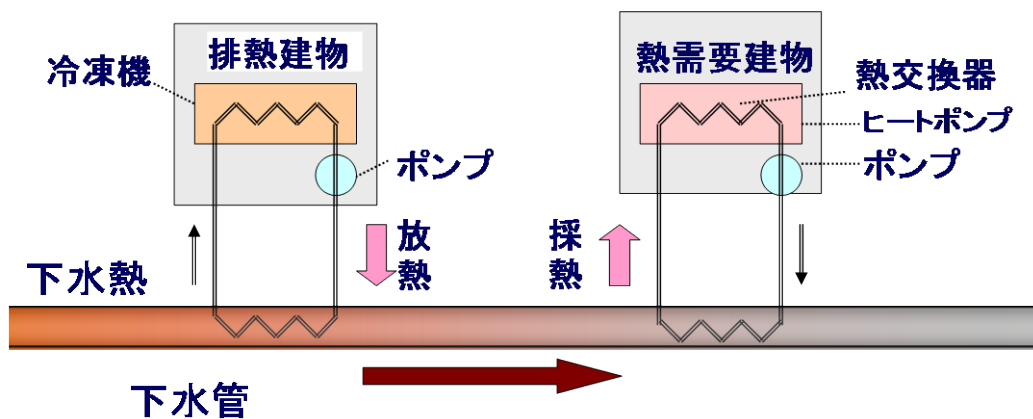 排熱建物
冷凍機
ポンプ
放熱
下水熱
熱需要建物
熱交換器
ヒートポンプ
ポンプ
採熱
下水管